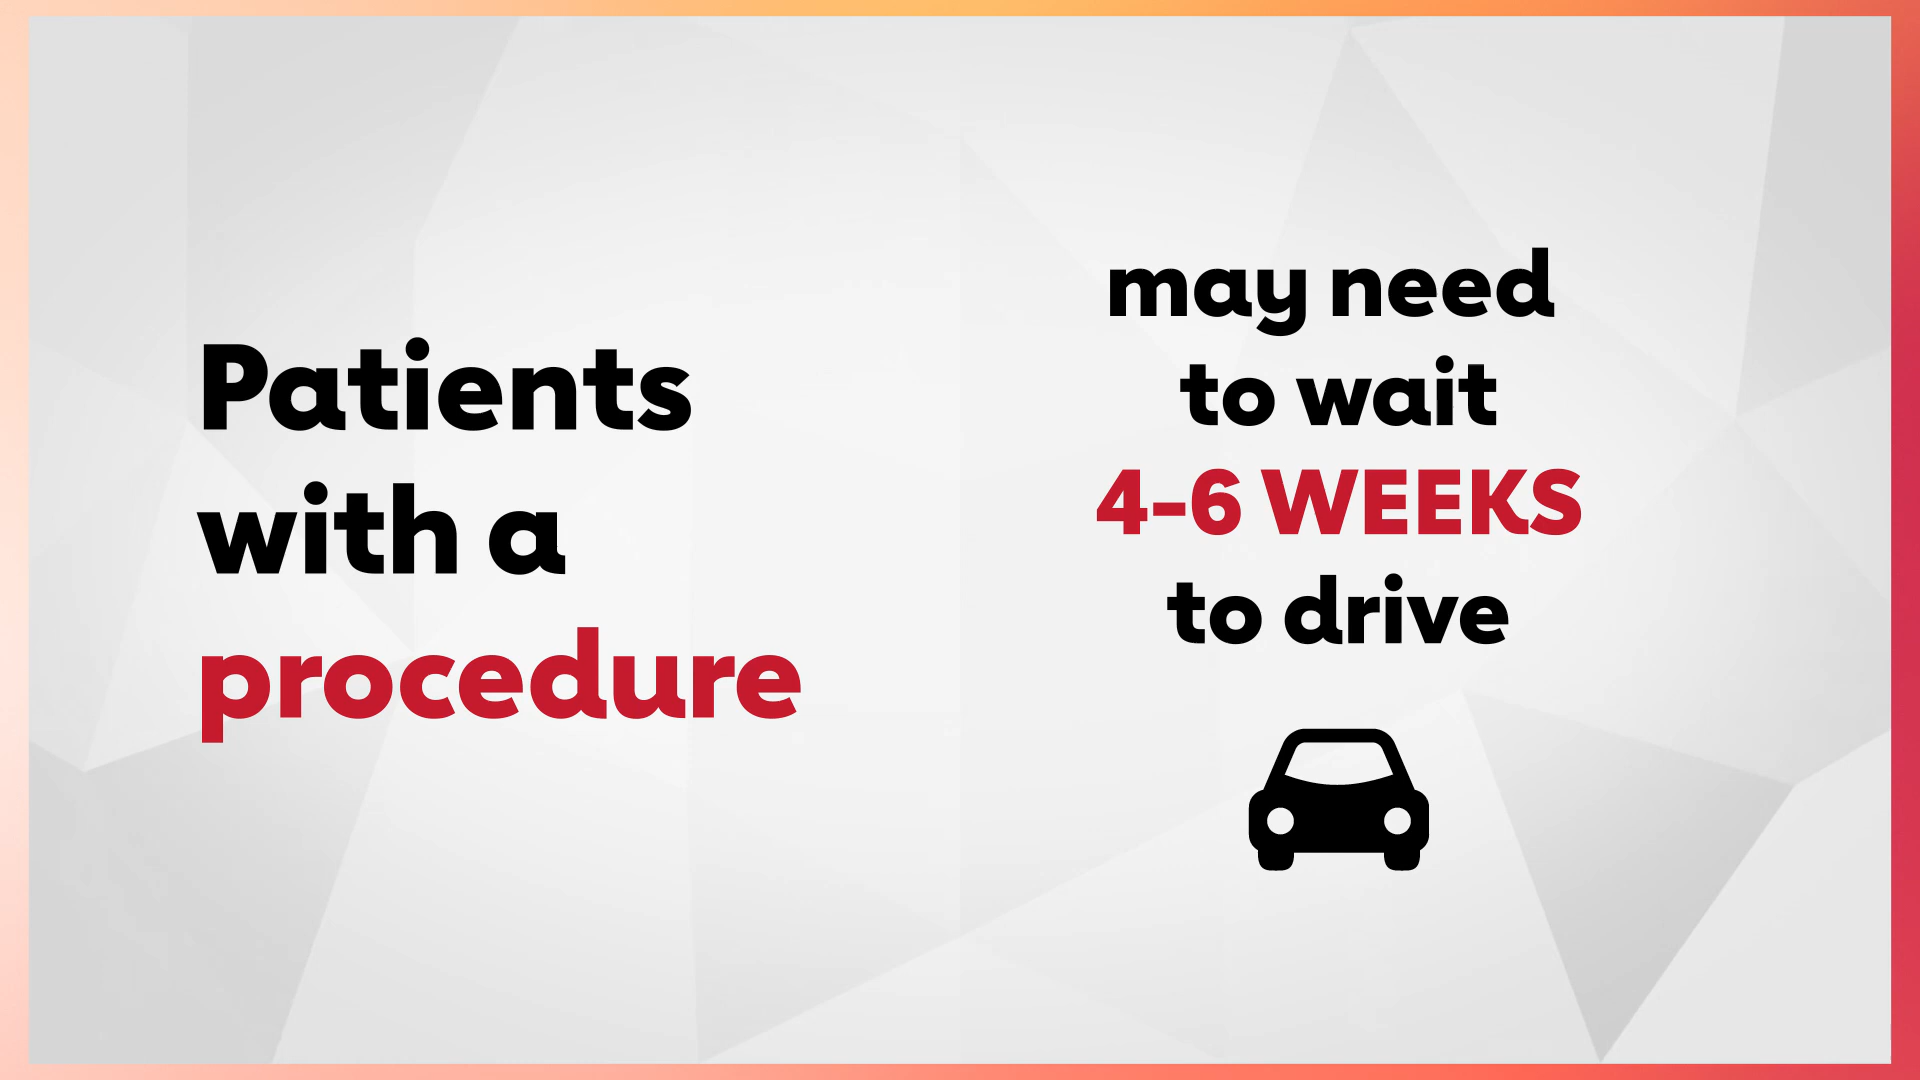 Patients
with a
procedure
may need
to wait
4-6 WEEKS
to drive